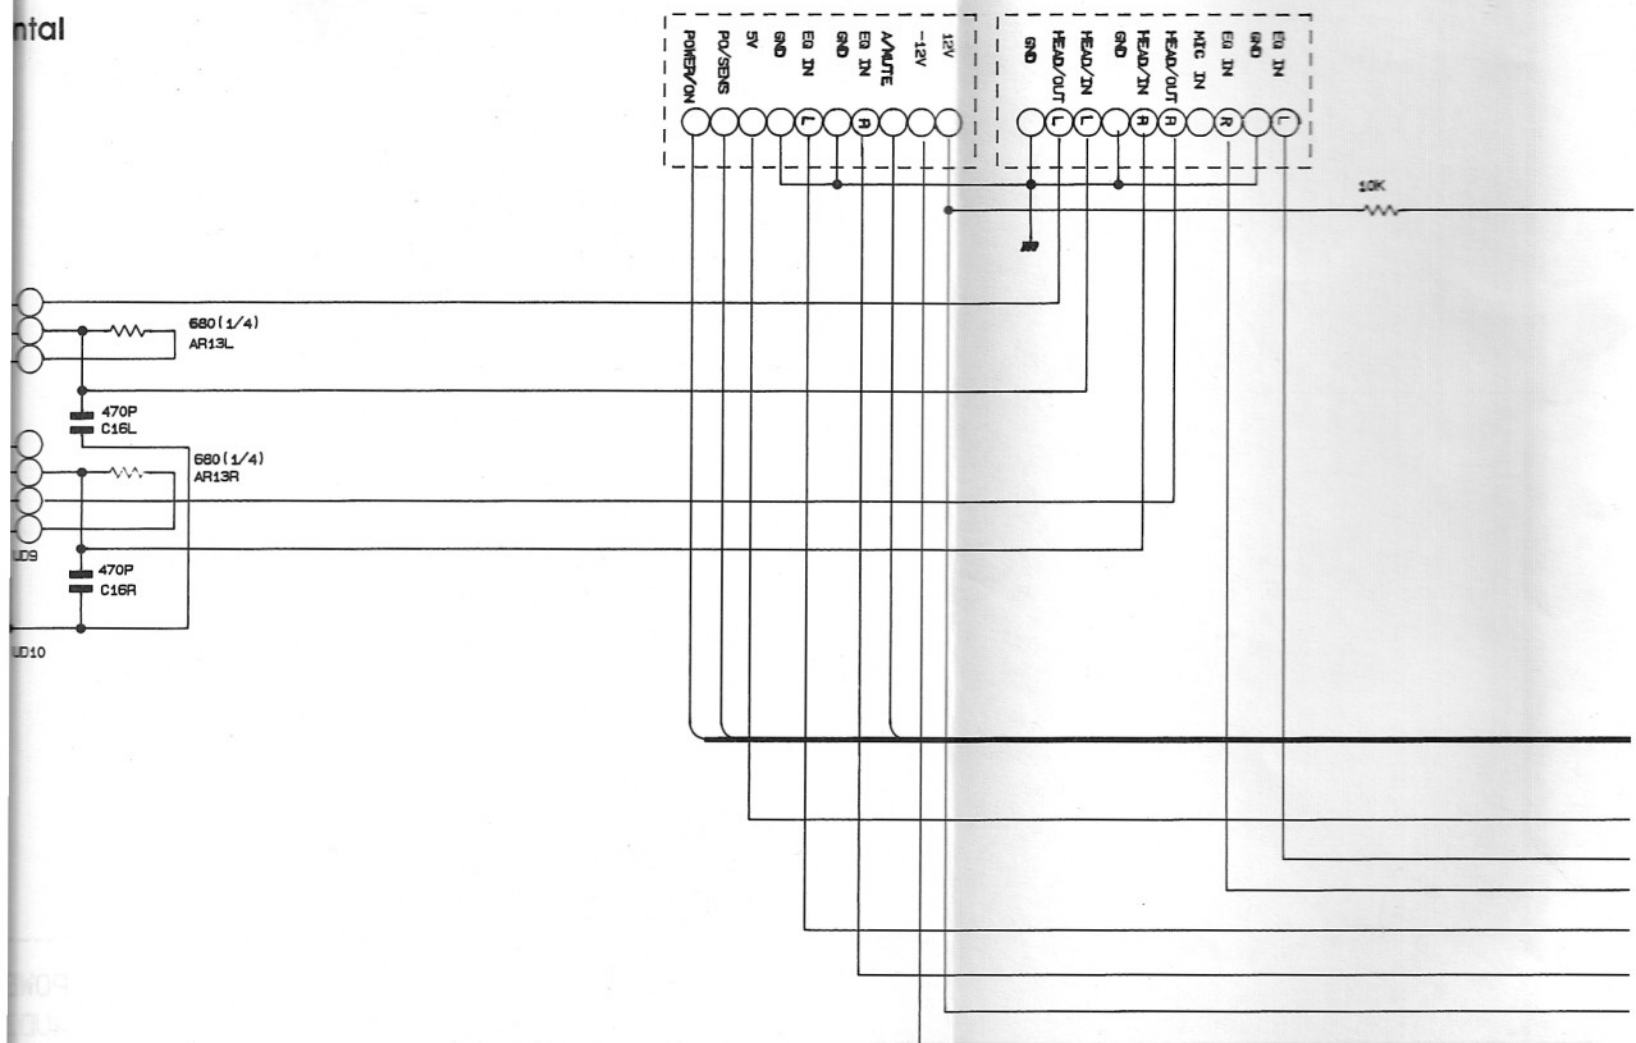 ntal
POWER/ON
PO/SENS
5V
GND
EQ IN
GND
EQ IN
A/MUTE
-12V
12V
GND
HEAD/OUT
HEAD/IN
GND
HEAD/IN
HEAD/OUT
MIC IN
EQ IN
GND
EQ IN
L
R
L
L
R
R
R
L
10K
680(1/4)
AR13L
470P
C16L
680(1/4)
AR13R
UD9
470P
C16R
UD10